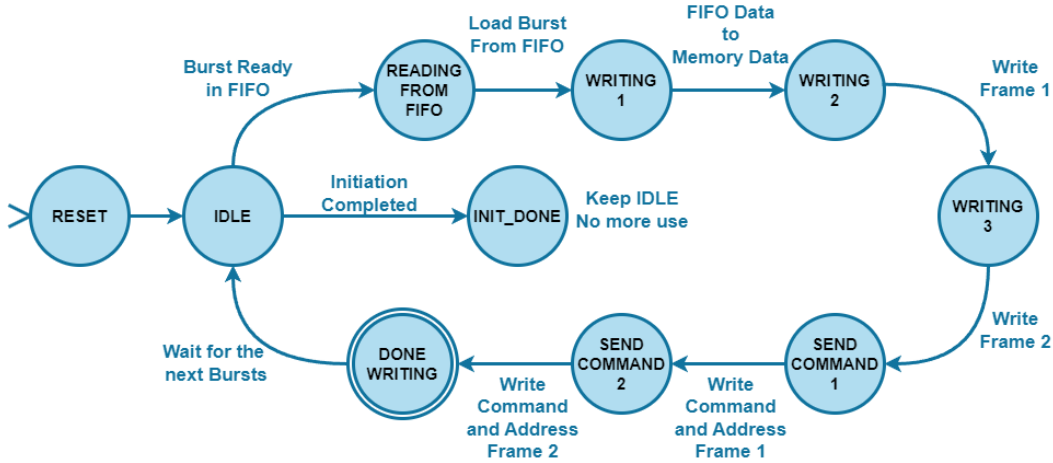 Burst Ready
in FIFO
READING
FROM
FIFO
Load Burst
From FIFO
WRITING
1
FIFO Data
to
Memory Data
WRITING
2
Write
Frame 1
RESET
IDLE
Initiation
Completed
INIT_DONE
Keep IDLE
No more use
WRITING
3
Write
Frame 2
SEND
COMMAND
1
Write
Command
and Address
Frame 1
SEND
COMMAND
2
Write
Command
and Address
Frame 2
DONE
WRITING
Wait for the
next Bursts